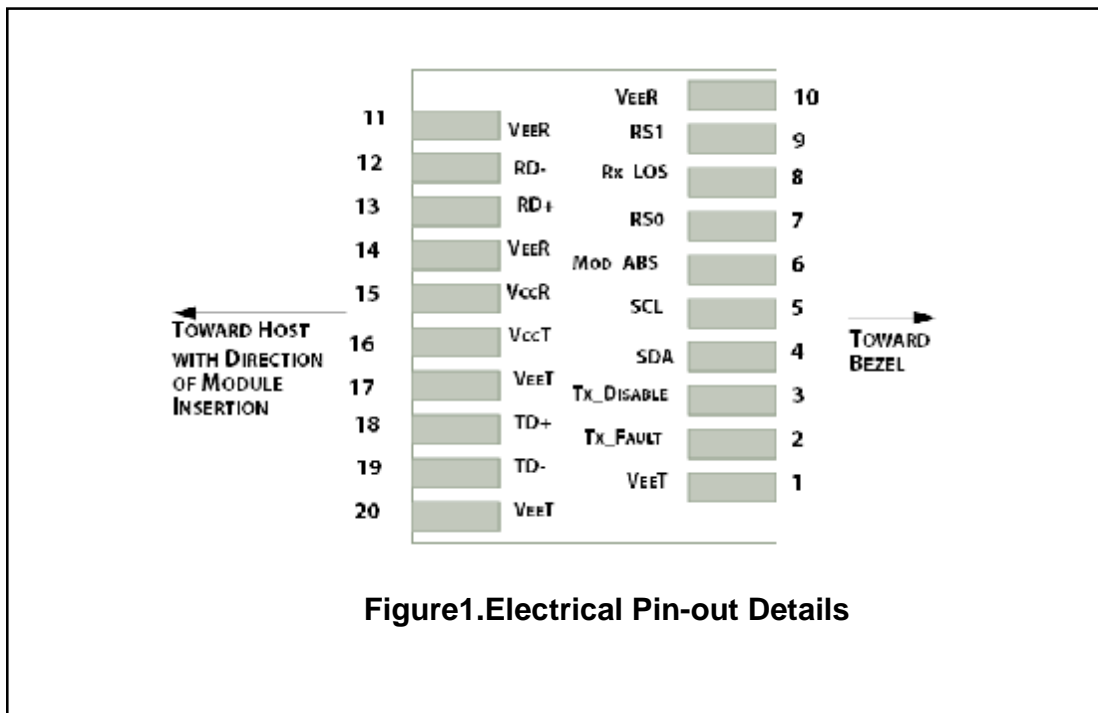 11 VEER
12 RD-
13 RD+
14 VEER
15 VCCR
16 VCCT
17 VEET
18 TD+
19 TD-
20 VEET
VEER 10
RS1 9
RX LOS 8
RS0 7
MOD ABS 6
SCL 5
SDA 4
TX_DISABLE 3
TX_FAULT 2
VEET 1
TOWARD HOST
WITH DIRECTION
OF MODULE
INSERTION
TOWARD
BEZEL
Figure1.Electrical Pin-out Details